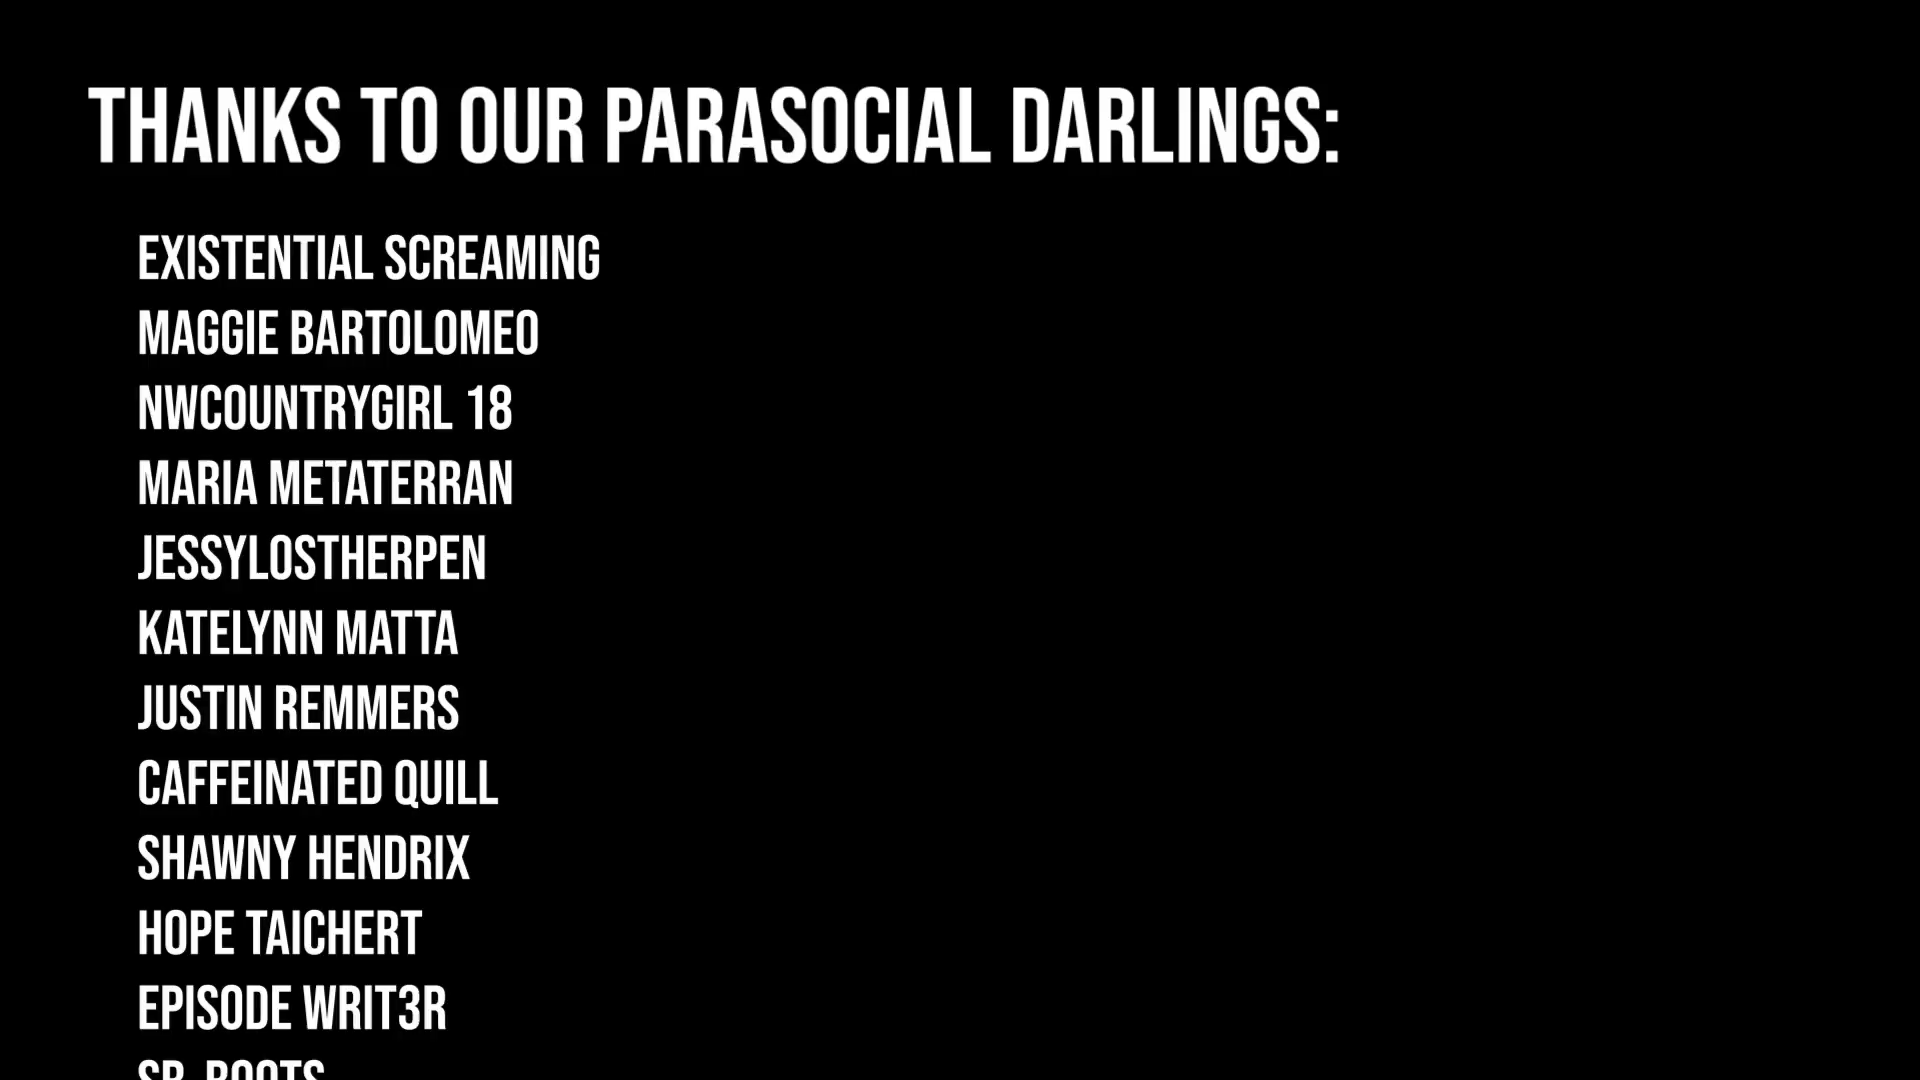 THANKS TO OUR PARASOCIAL DARLINGS:
EXISTENTIAL SCREAMING
MAGGIE BARTOLOMEO
NWCOUNTRYGIRL 18
MARIA METATERRAN
JESSYLOSTHERPEN
KATELYNN MATTA
JUSTIN REMMERS
CAFFEINATED QUILL
SHAWNY HENDRIX
HOPE TAICHERT
EPISODE WRIT3R